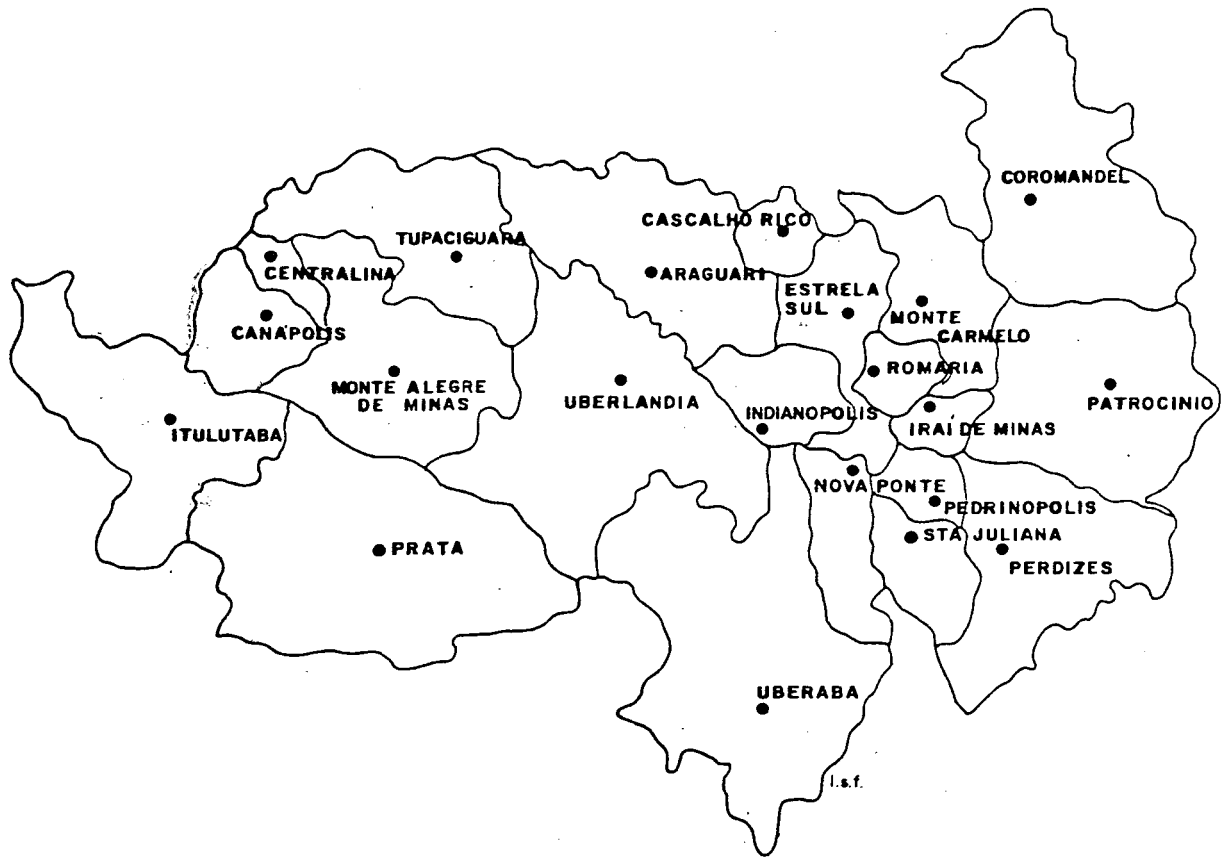 COROMANDEL
CASCALHO RICO
TUPACIGUARA
CENTRALINA
ARAGUARI
ESTRELA
SUL
MONTE
CARMELO
CANÁPOLIS
ROMARIA
MONTE ALEGRE
DE MINAS
UBERLANDIA
INDIANOPOLIS
IRAÍ DE MINAS
PATROCINIO
ITULUTABA
NOVA PONTE
PEDRINOPOLIS
STA JULIANA
PRATA
PERDIZES
UBERABA
l.s.f.